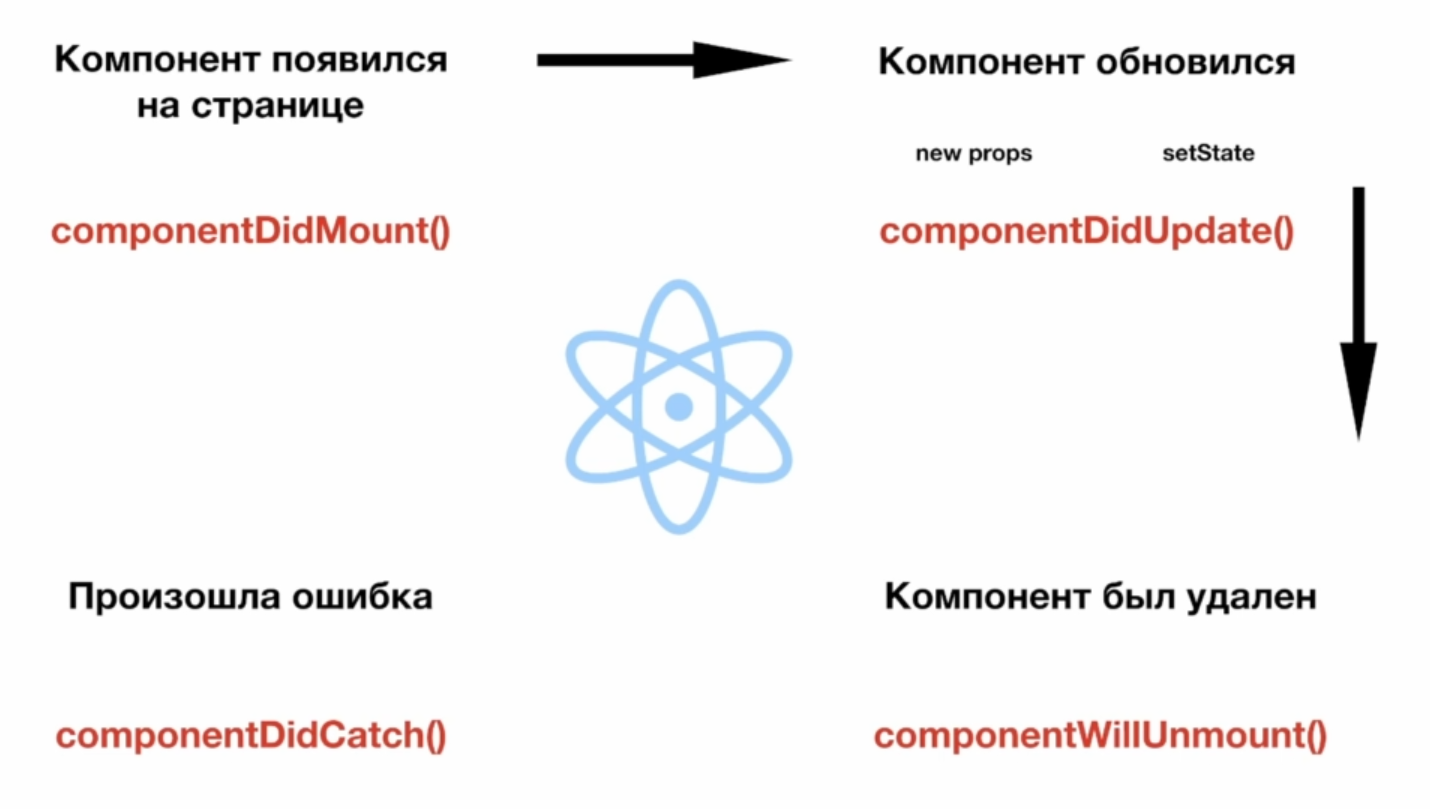 Компонент появился
на странице
componentDidMount()
Компонент обновился
new props
setState
componentDidUpdate()
Произошла ошибка
componentDidCatch()
Компонент был удален
componentWillUnmount()